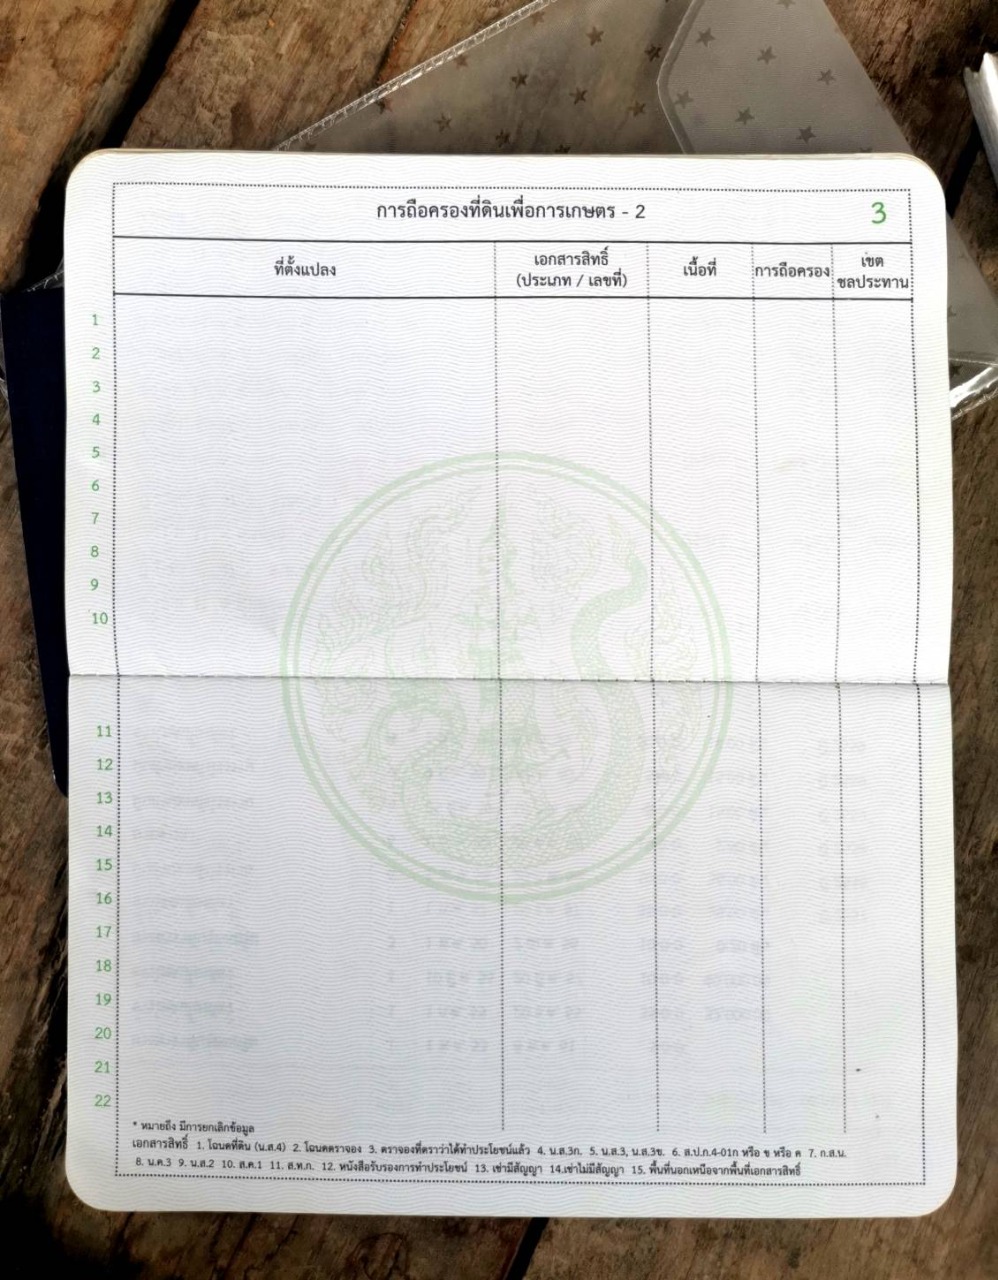 การถือครองที่ดินเพื่อการเกษตร - 2
3
ที่ตั้งแปลง
เอกสารสิทธิ์
(ประเภท / เลขที่)
เนื้อที่
การถือครอง
เขต
ชลประทาน
1
2
3
4
5
6
7
8
9
10
11
12
13
14
15
16
17
18
19
20
21
22
* หมายถึง มีการยกเลิกข้อมูล
เอกสารสิทธิ์ 1. โฉนดที่ดิน (น.ส.4) 2. โฉนดตราจอง 3. ตราจองที่ตราว่าได้ทำประโยชน์แล้ว 4. น.ส.3ก. 5. น.ส.3, น.ส.3ข. 6. ส.ป.ก.4-01ก หรือ ข หรือ ค 7. ก.ส.น.
8. น.ค.3 9. น.ส.2 10. ส.ค.1 11. ส.ท.ก. 12. หนังสือรับรองการทำประโยชน์ 13. เช่ามีสัญญา 14.เช่าไม่มีสัญญา 15. พื้นที่นอกเหนือจากพื้นที่เอกสารสิทธิ์